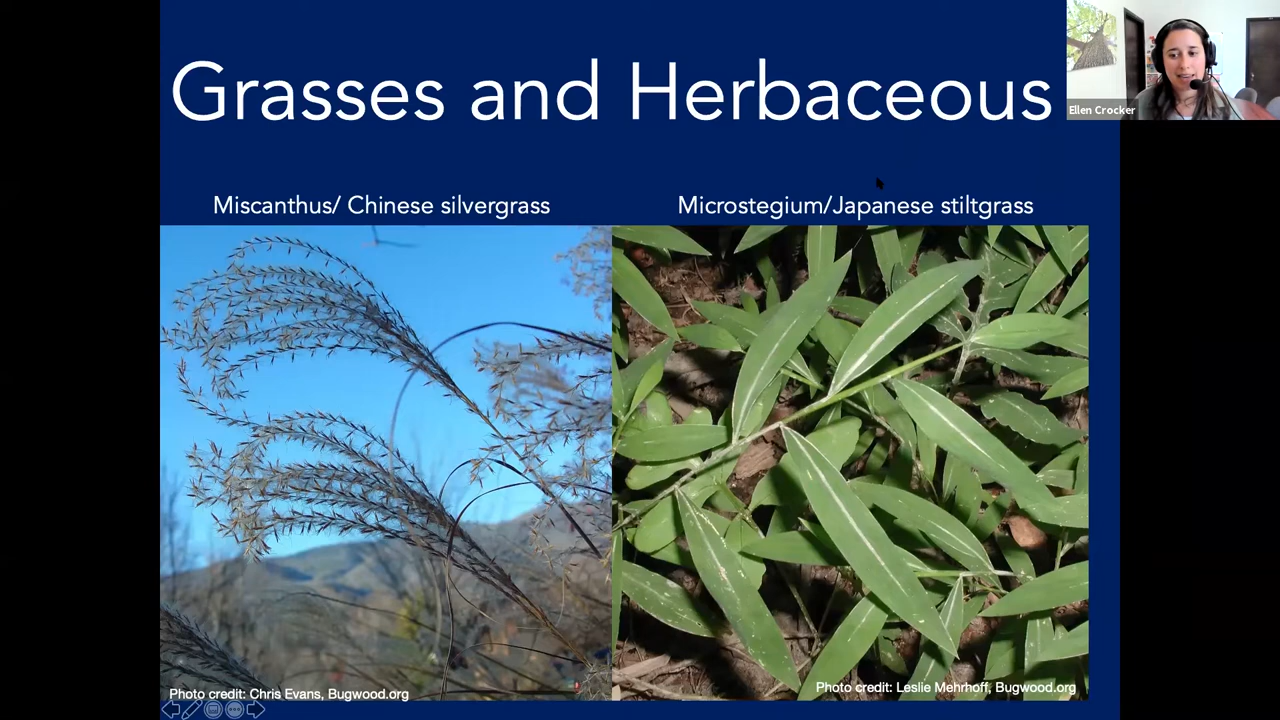 Grasses and Herbaceous
Ellen Crocker
Miscanthus/ Chinese silvergrass
Microstegium/Japanese stiltgrass
Photo credit: Chris Evans, Bugwood.org
Photo credit: Leslie Mehrhoff, Bugwood.org